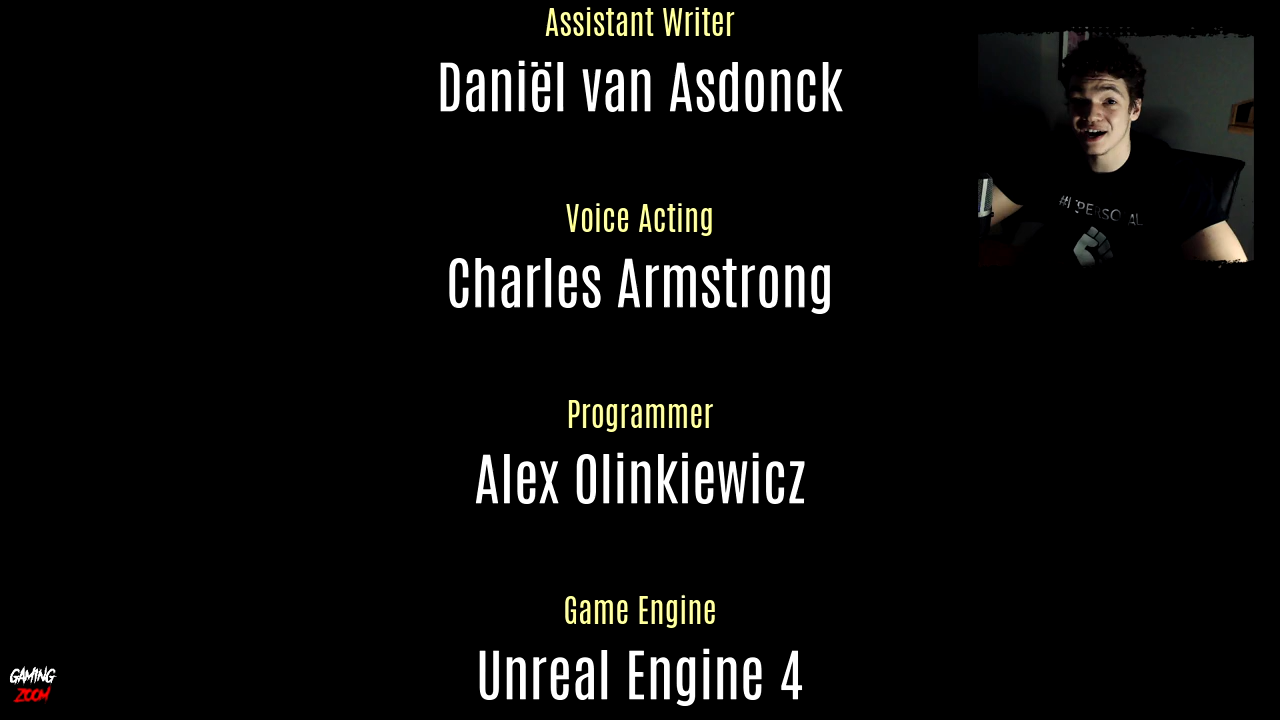 Assistant Writer
Daniël van Asdonck
Voice Acting
Charles Armstrong
Programmer
Alex Olinkiewicz
Game Engine
Unreal Engine 4
GAMING
ZOOM